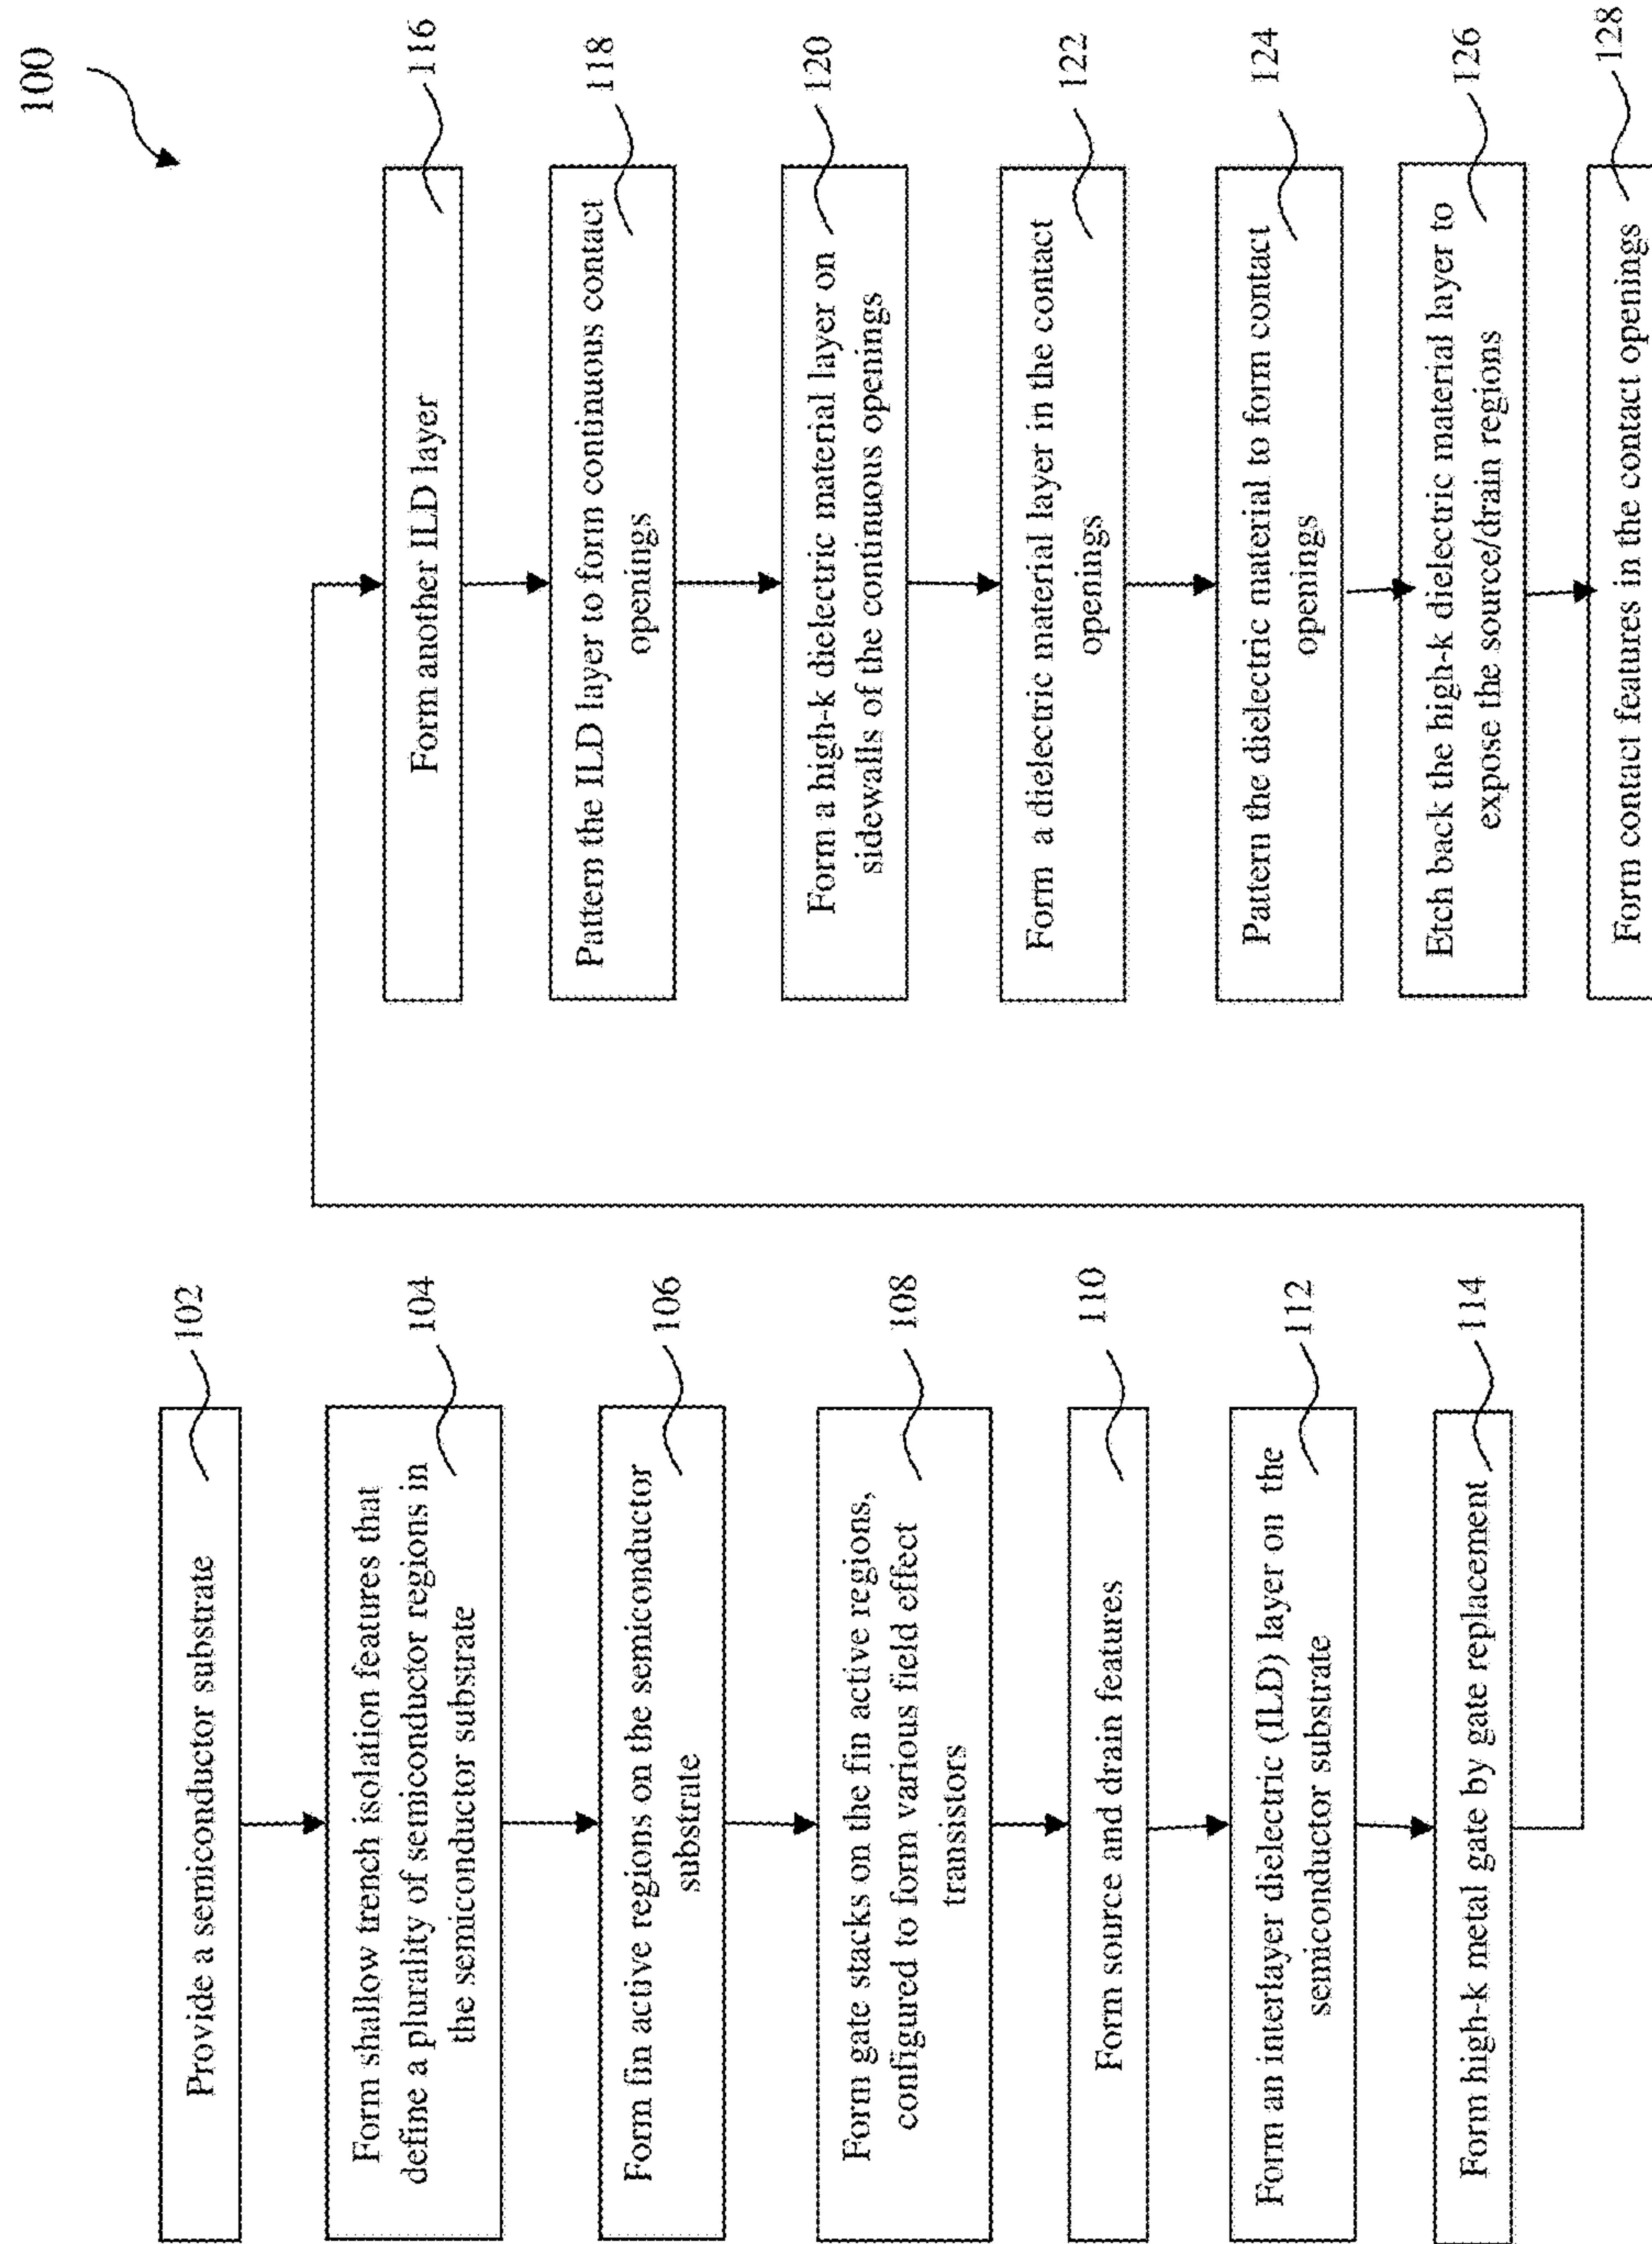 100
Provide a semiconductor substrate
102
Form shallow trench isolation features that
define a plurality of semiconductor regions in
the semiconductor substrate
104
Form fin active regions on the semiconductor
substrate
106
Form gate stacks on the fin active regions,
configured to form various field effect
transistors
108
Form source and drain features
110
Form an interlayer dielectric (ILD) layer on the
semiconductor substrate
112
Form high-k metal gate by gate replacement
114
Form another ILD layer
116
Pattern the ILD layer to form continuous contact
openings
118
Form a high-k dielectric material layer on
sidewalls of the continuous openings
120
Form a dielectric material layer in the contact
openings
122
Pattern the dielectric material to form contact
openings
124
Etch back the high-k dielectric material layer to
expose the source/drain regions
126
Form contact features in the contact openings
128